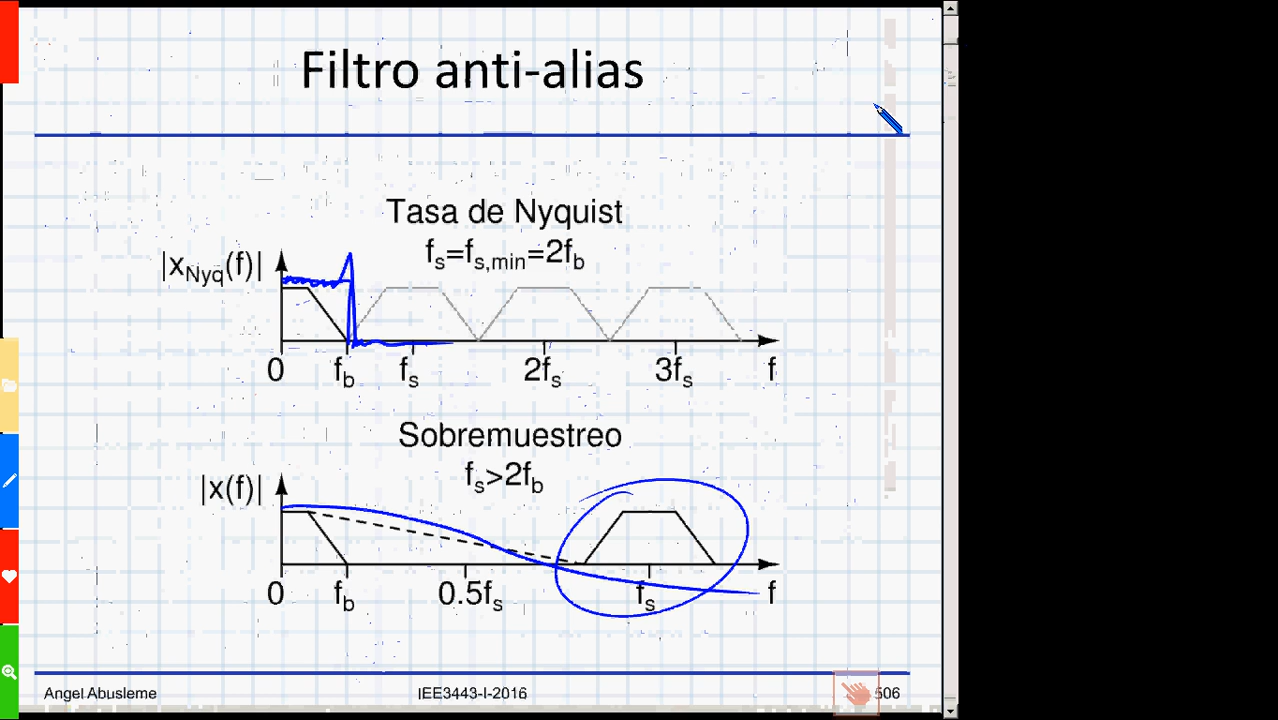 Filtro anti-alias
Tasa de Nyquist
fs=fs,min=2fb
|xNyq(f)|
0 fb fs 2fs 3fs f
Sobremuestreo
fs>2fb
|x(f)|
0 fb 0.5fs fs f
Angel Abusleme IEE3443-I-2016 506